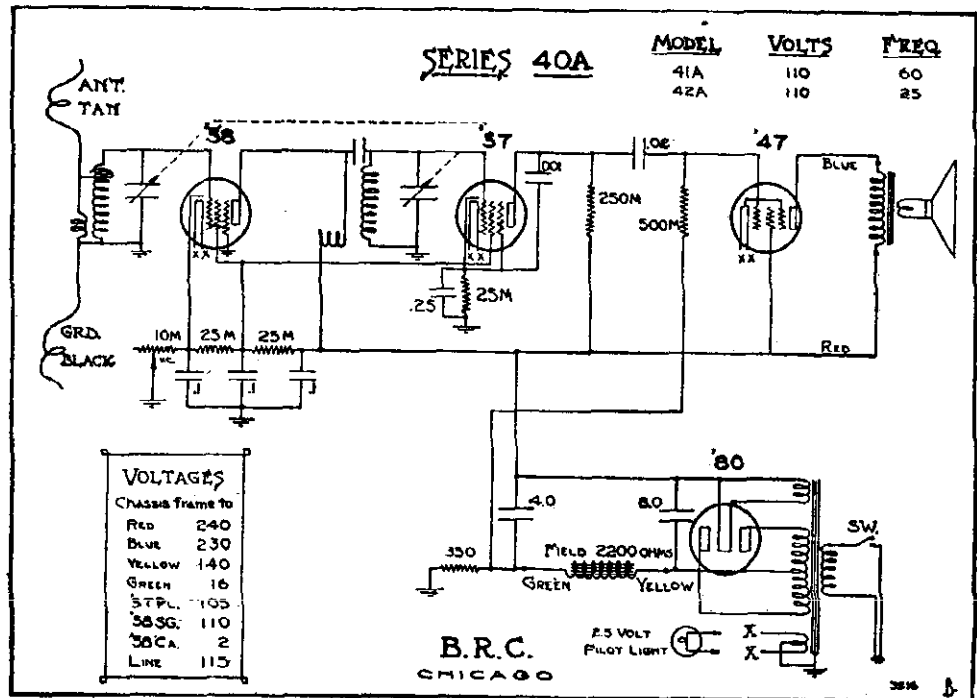 SERIES 40A
MODEL VOLTS FREQ
41A 110 60
42A 110 25
ANT.
TAN
'58
'57
'47
.001
.02
BLUE
250M
500M
XX
XX
XX
.25
25M
GRD.
BLACK
10M
25M
25M
V.C.
.1
.1
.1
RED
VOLTAGES
Chassis frame to
RED 240
BLUE 230
YELLOW 140
GREEN 16
'57 PL. 105
'58 SG. 110
'58 CA. 2
LINE 115
'80
4.0
8.0
SW.
350
FIELD 2200 OHMS
GREEN
YELLOW
2.5 VOLT
PILOT LIGHT
X
X
B.R.C.
CHICAGO